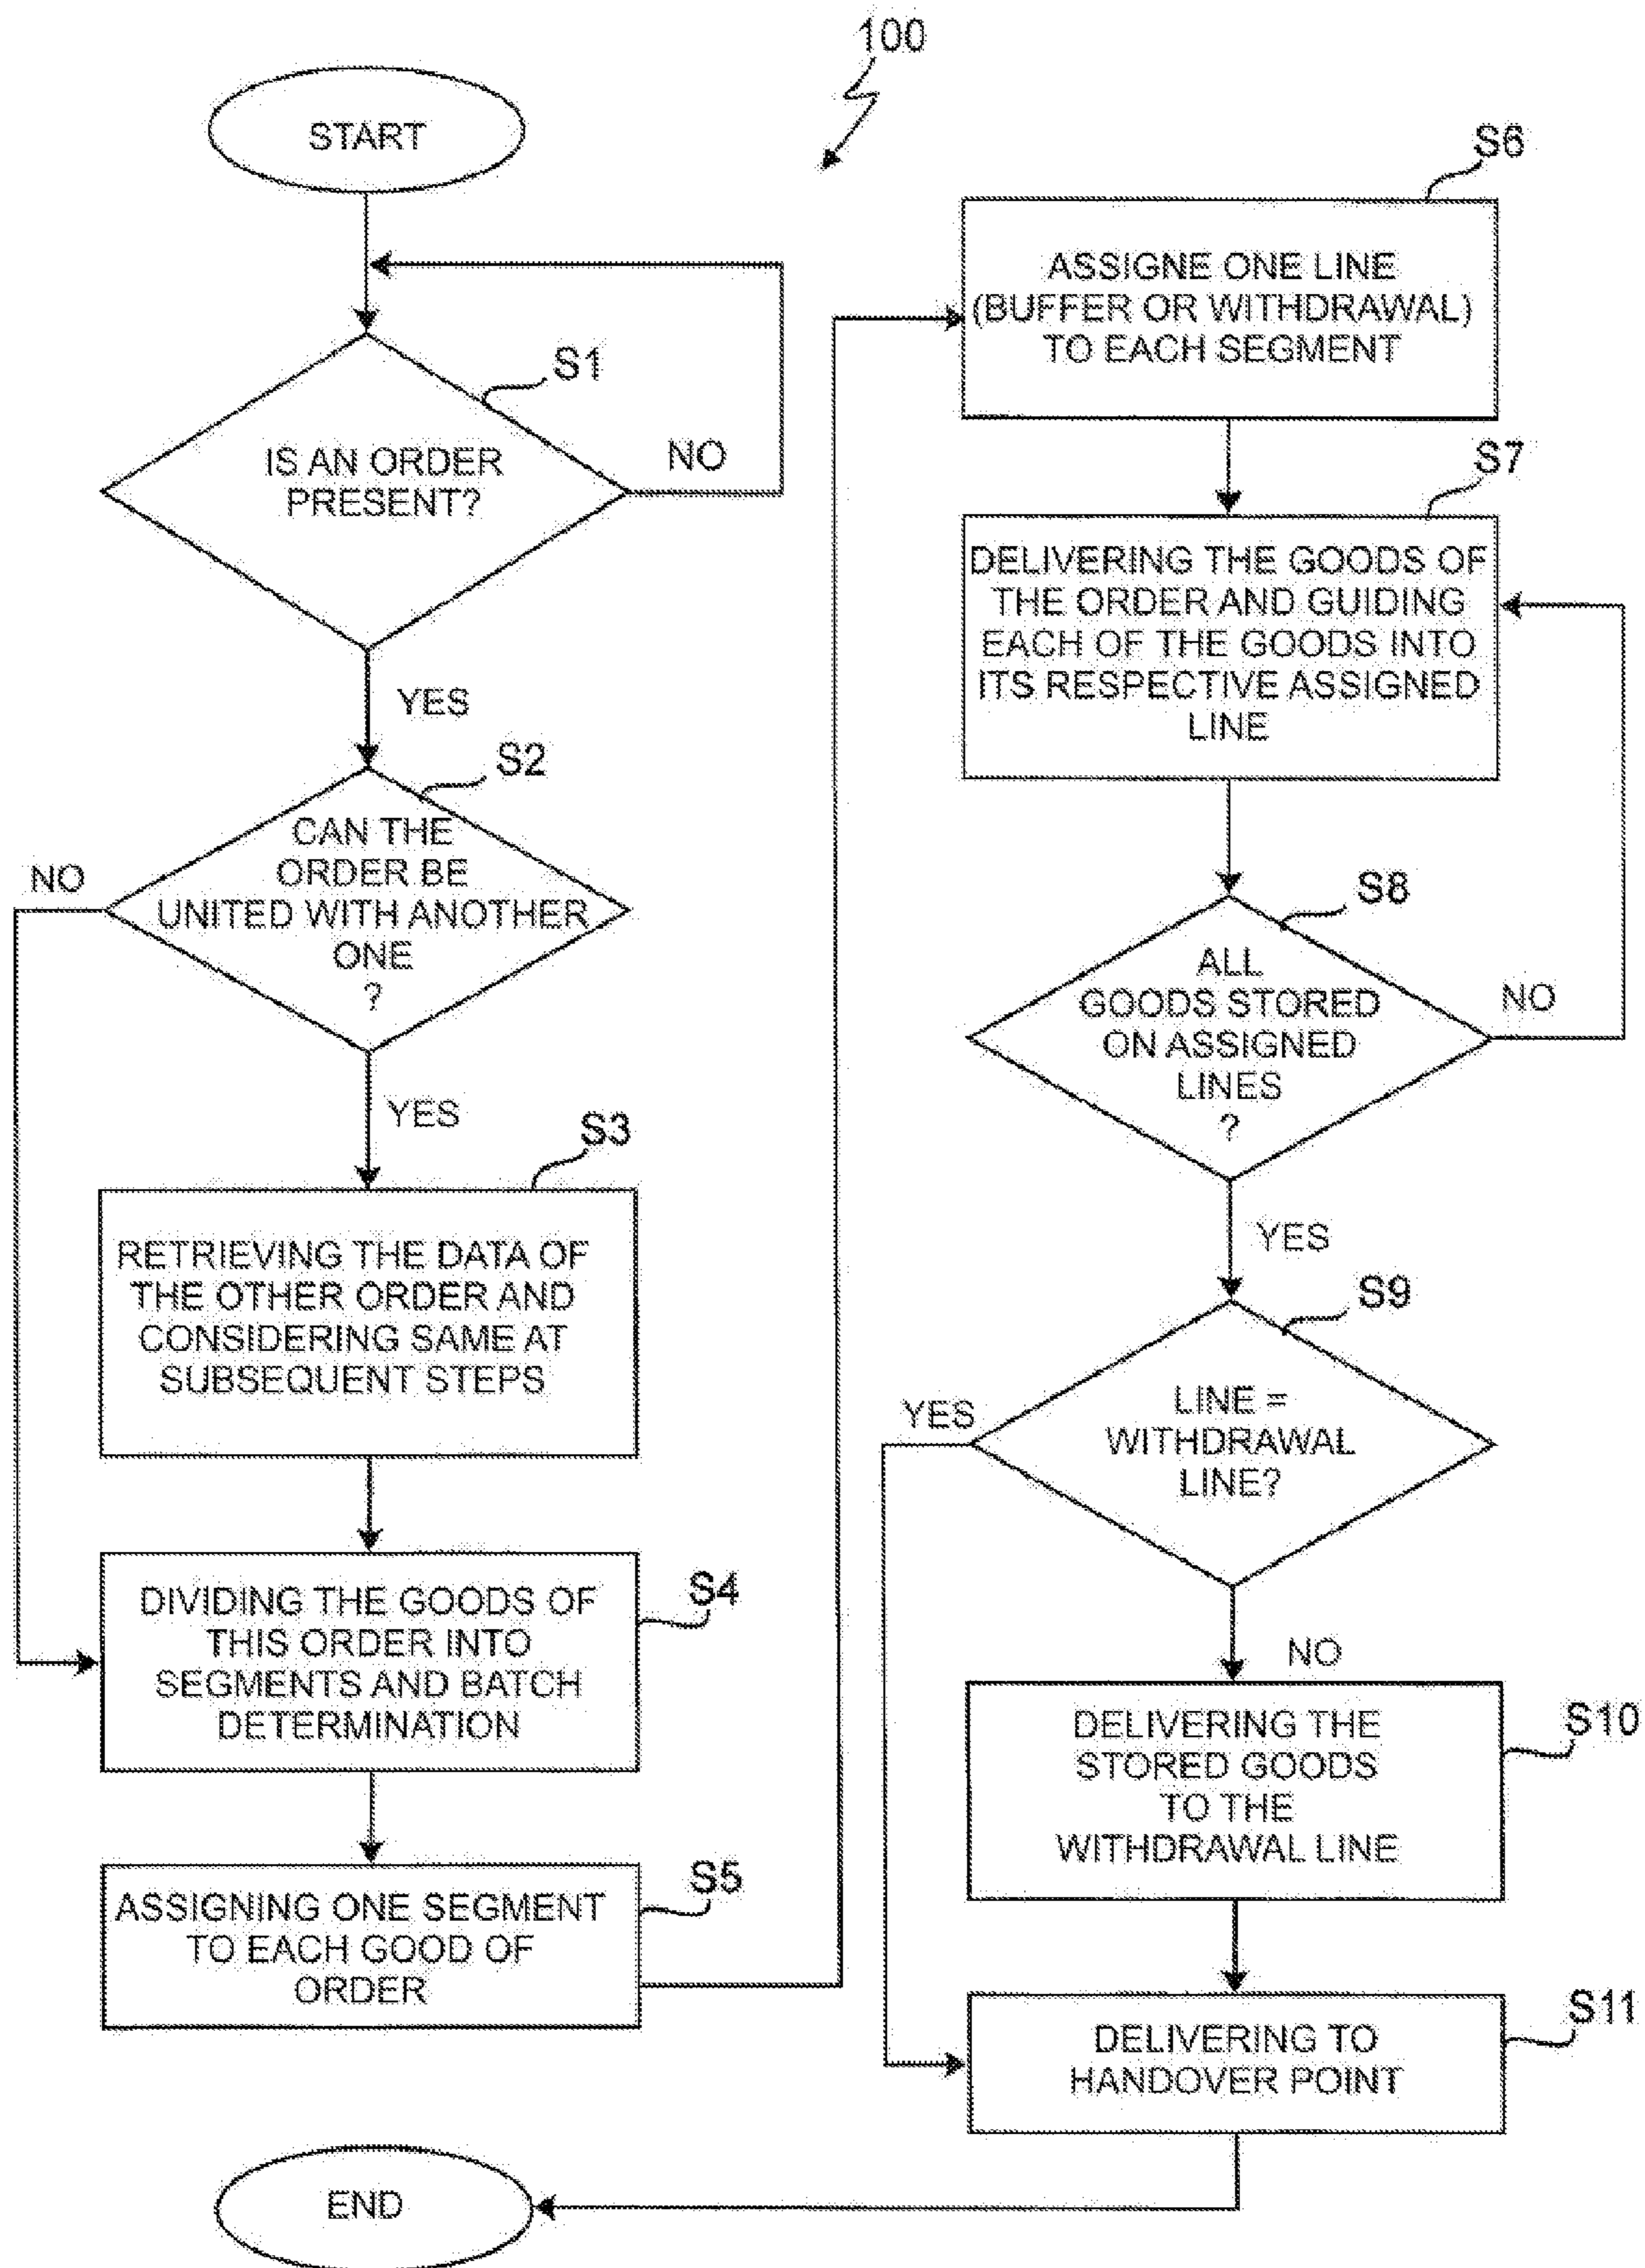 100
START
S1
IS AN ORDER
PRESENT?
NO
YES
S2
CAN THE
ORDER BE
UNITED WITH ANOTHER
ONE
?
NO
YES
S3
RETRIEVING THE DATA OF
THE OTHER ORDER AND
CONSIDERING SAME AT
SUBSEQUENT STEPS
S4
DIVIDING THE GOODS OF
THIS ORDER INTO
SEGMENTS AND BATCH
DETERMINATION
S5
ASSIGNING ONE SEGMENT
TO EACH GOOD OF
ORDER
S6
ASSIGNE ONE LINE
(BUFFER OR WITHDRAWAL)
TO EACH SEGMENT
S7
DELIVERING THE GOODS OF
THE ORDER AND GUIDING
EACH OF THE GOODS INTO
ITS RESPECTIVE ASSIGNED
LINE
S8
ALL
GOODS STORED
ON ASSIGNED
LINES
?
NO
YES
S9
LINE =
WITHDRAWAL
LINE?
YES
NO
S10
DELIVERING THE
STORED GOODS
TO THE
WITHDRAWAL LINE
S11
DELIVERING TO
HANDOVER POINT
END